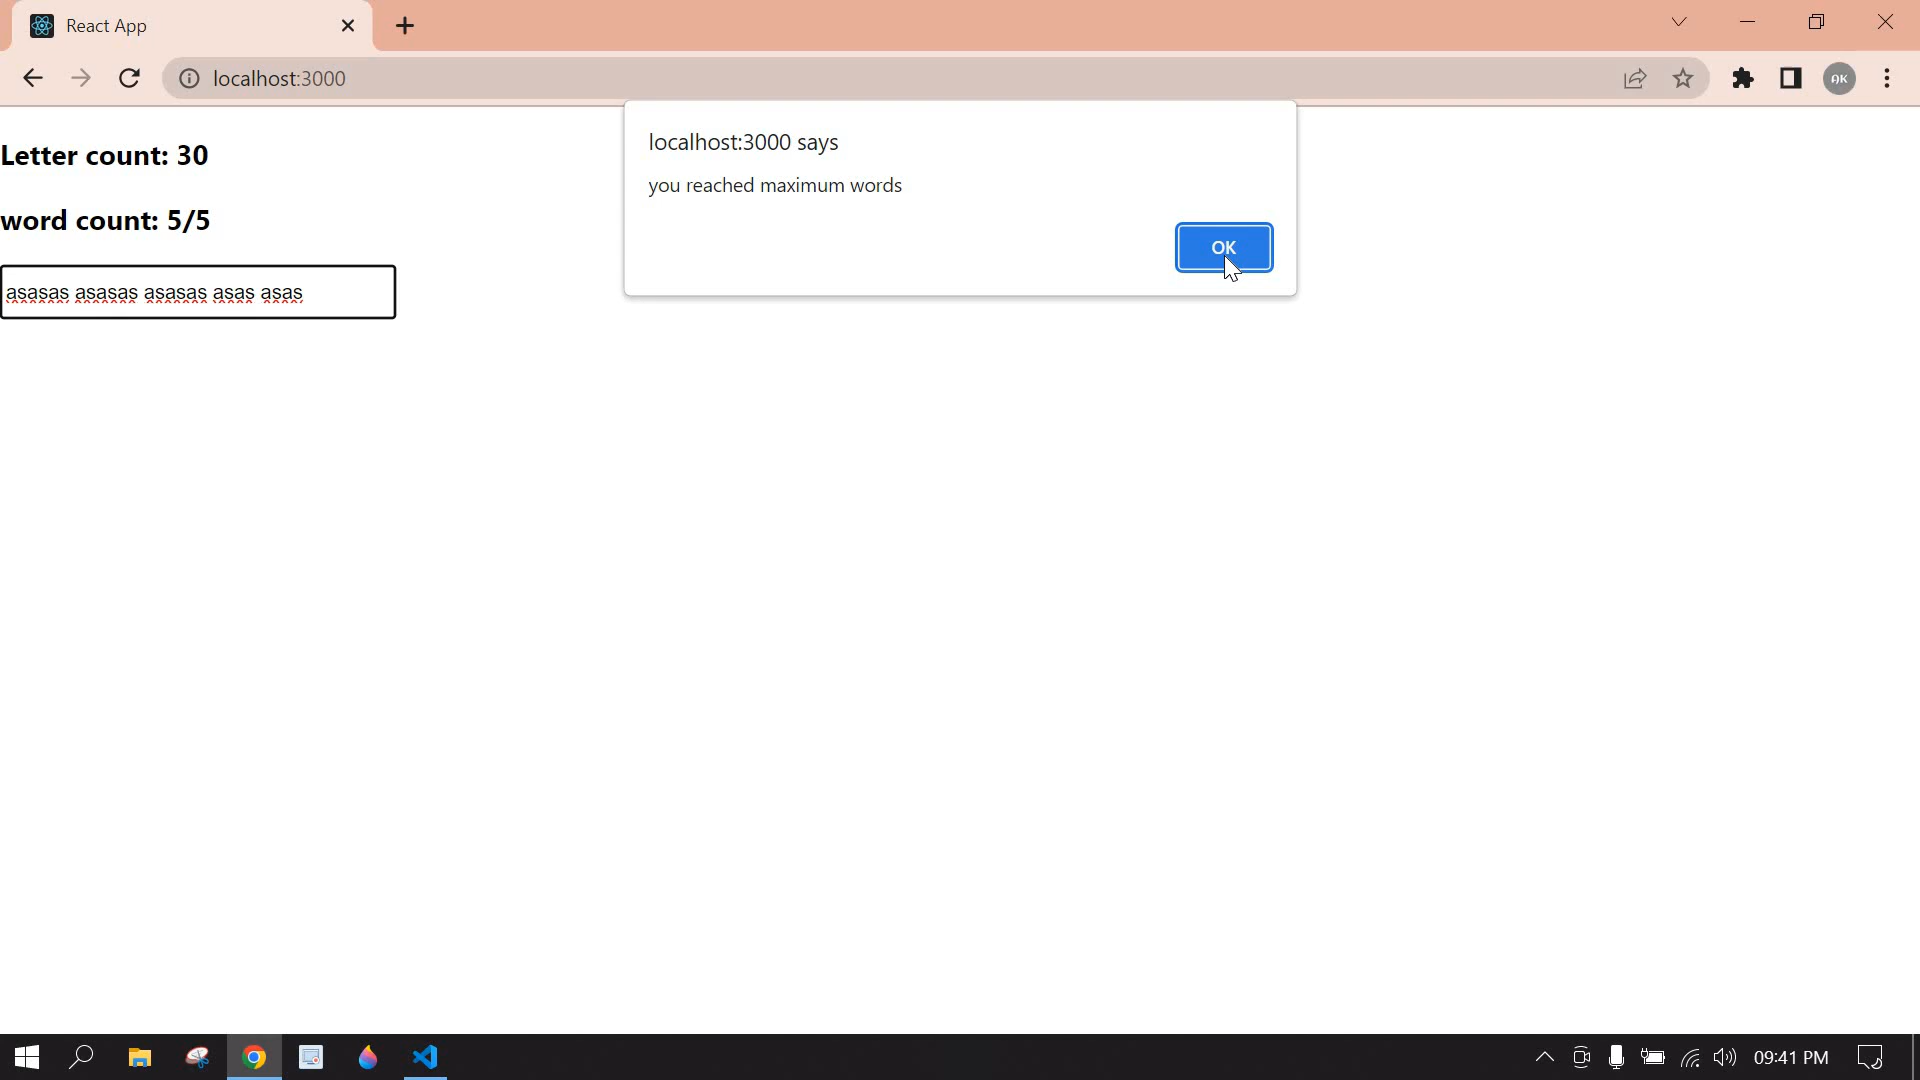 React App
localhost:3000
AK
localhost:3000 says
you reached maximum words
OK
Letter count: 30
word count: 5/5
asasas asasas asasas asas asas
09:41 PM